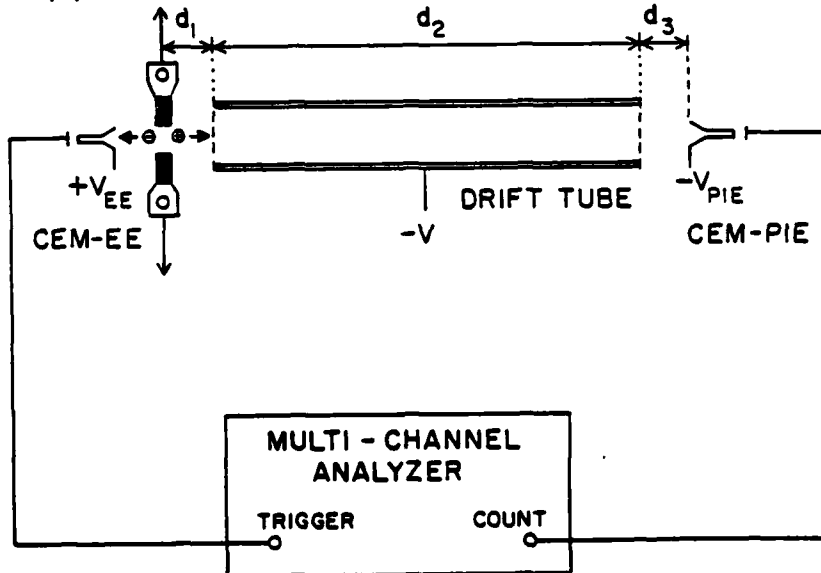 d1 d2 d3
+VEE
CEM-EE
-V
DRIFT TUBE
-VPIE
CEM-PIE
MULTI - CHANNEL
ANALYZER
TRIGGER COUNT